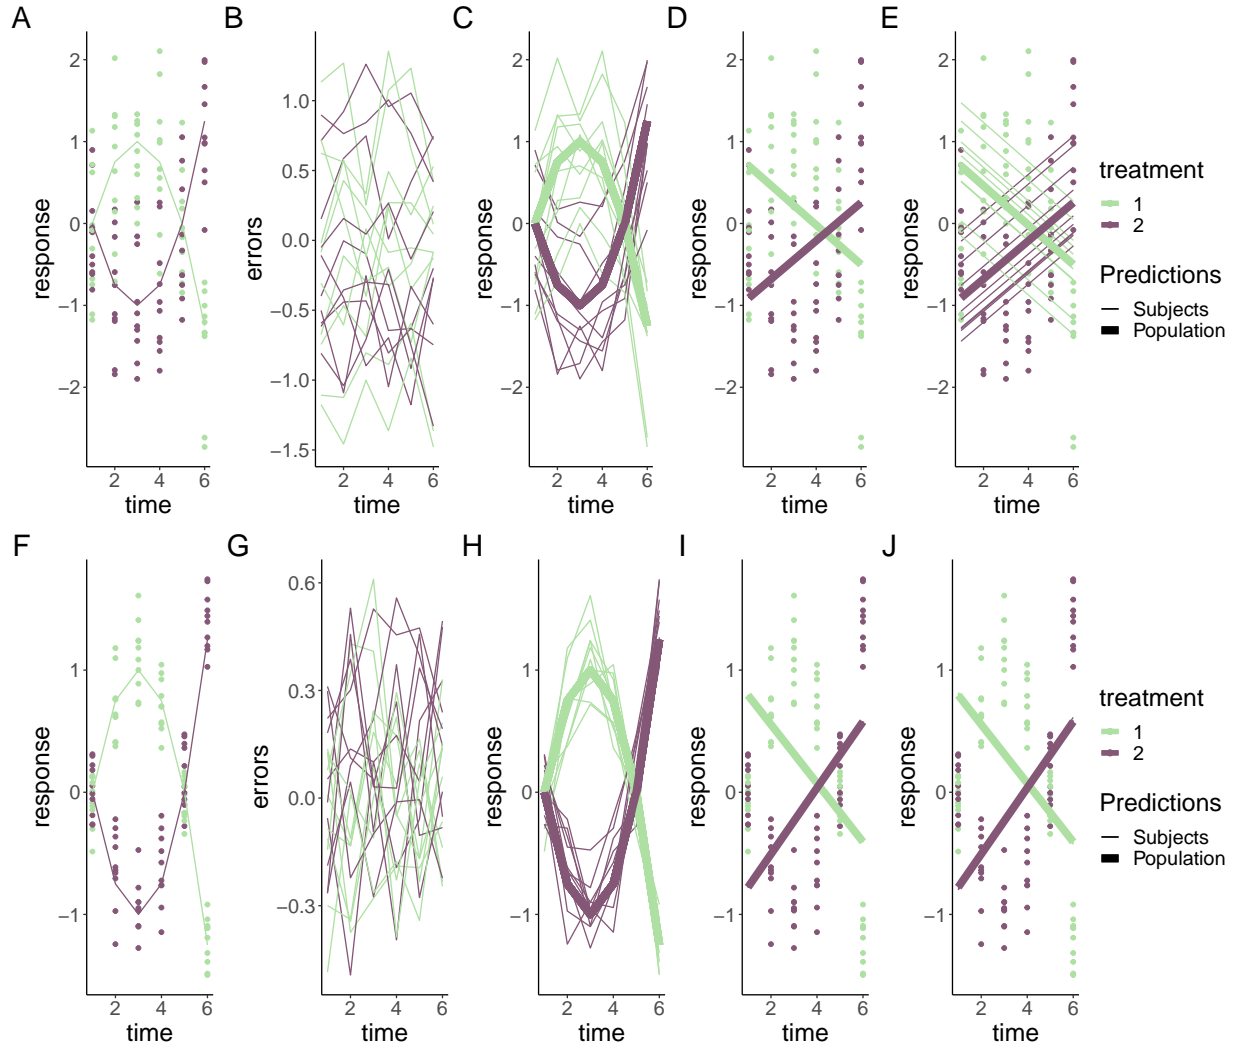 A B C D E
response
2
1
0
−1
−2
2 4 6
time
errors
1.0
0.5
0.0
−0.5
−1.0
−1.5
2 4 6
time
response
2
1
0
−1
−2
2 4 6
time
response
2
1
0
−1
−2
2 4 6
time
response
2
1
0
−1
−2
2 4 6
time
treatment
1
2
Predictions
Subjects
Population
F G H I J
response
1
0
−1
2 4 6
time
errors
0.6
0.3
0.0
−0.3
2 4 6
time
response
1
0
−1
2 4 6
time
response
1
0
−1
2 4 6
time
response
1
0
−1
2 4 6
time
treatment
1
2
Predictions
Subjects
Population